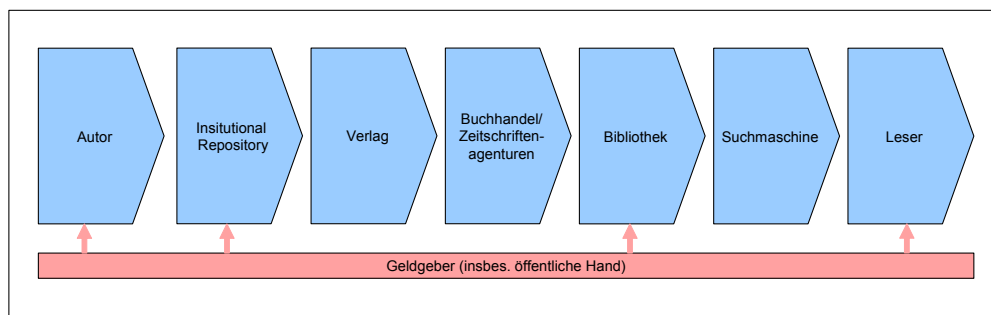 Autor
Insitutional
Repository
Verlag
Buchhandel/
Zeitschriften-
agenturen
Bibliothek
Suchmaschine
Leser
Geldgeber (insbes. öffentliche Hand)